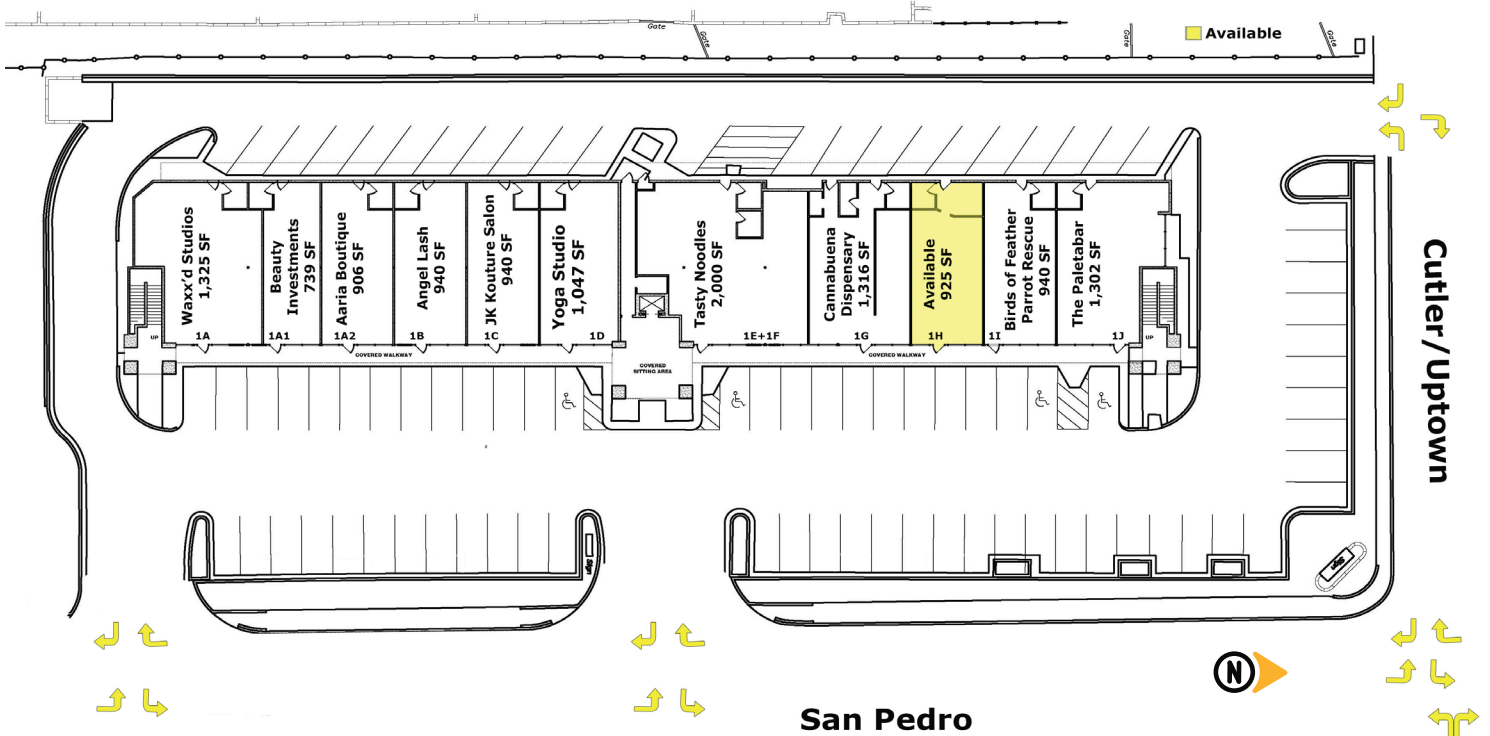 Gate
Gate
Gate
Gate
Available
Waxx'd Studios
1,325 SF
Beauty
Investments
739 SF
Aaria Boutique
906 SF
Angel Lash
940 SF
JK Kouture Salon
940 SF
Yoga Studio
1,047 SF
Tasty Noodles
2,000 SF
Cannabuena
Dispensary
1,316 SF
Available
925 SF
Birds of Feather
Parrot Rescue
940 SF
The Paletabar
1,302 SF
UP
1A
1A1
1A2
1B
1C
1D
1E+1F
1G
1H
1I
1J
UP
COVERED WALKWAY
COVERED
SITTING AREA
COVERED WALKWAY
Cutler/Uptown
Sign
Sign
N
San Pedro